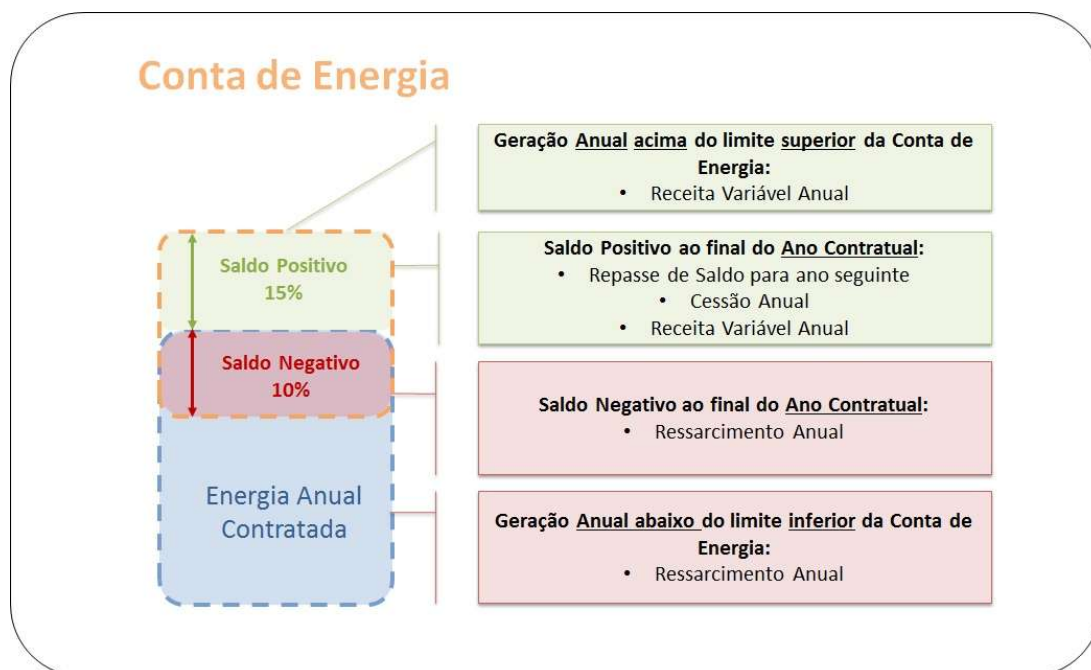 Conta de Energia
Geração Anual acima do limite superior da Conta de
Energia:
• Receita Variável Anual
Saldo Positivo
15%
Saldo Positivo ao final do Ano Contratual:
• Repasse de Saldo para ano seguinte
• Cessão Anual
• Receita Variável Anual
Saldo Negativo
10%
Saldo Negativo ao final do Ano Contratual:
• Ressarcimento Anual
Energia Anual
Contratada
Geração Anual abaixo do limite inferior da Conta de
Energia:
• Ressarcimento Anual